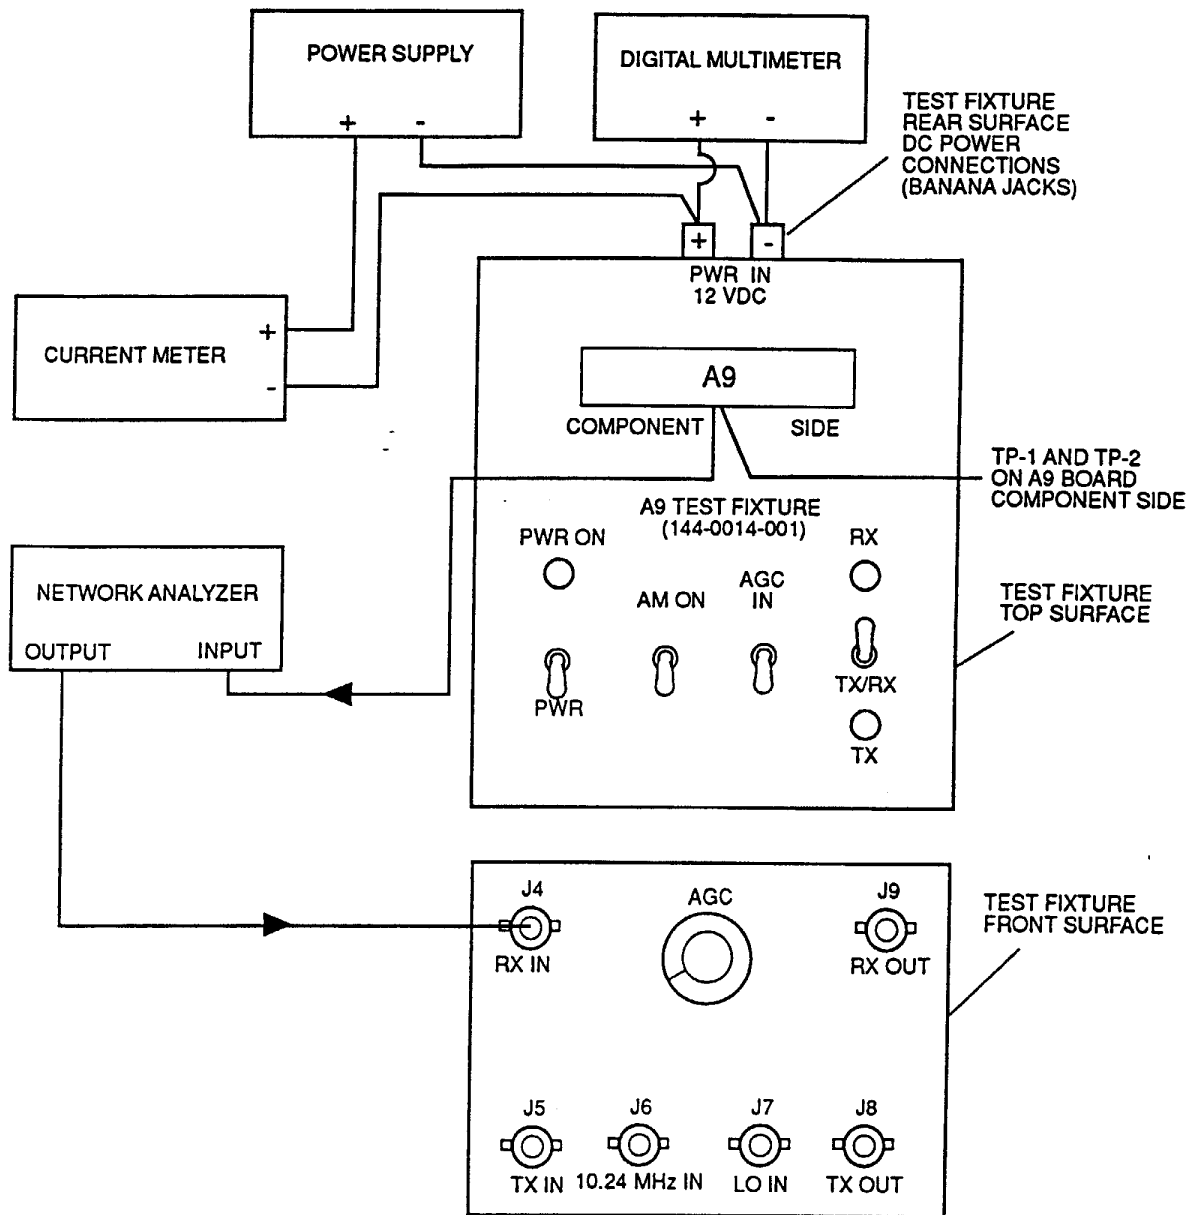 POWER SUPPLY
+ -
DIGITAL MULTIMETER
+ -
TEST FIXTURE
REAR SURFACE
DC POWER
CONNECTIONS
(BANANA JACKS)
+ -
PWR IN
12 VDC
CURRENT METER
+
-
A9
COMPONENT SIDE
TP-1 AND TP-2
ON A9 BOARD
COMPONENT SIDE
A9 TEST FIXTURE
(144-0014-001)
PWR ON
RX
AM ON
AGC
IN
PWR
TX/RX
TX
TEST FIXTURE
TOP SURFACE
NETWORK ANALYZER
OUTPUT INPUT
J4
RX IN
AGC
J9
RX OUT
TEST FIXTURE
FRONT SURFACE
J5
TX IN
J6
10.24 MHz IN
J7
LO IN
J8
TX OUT